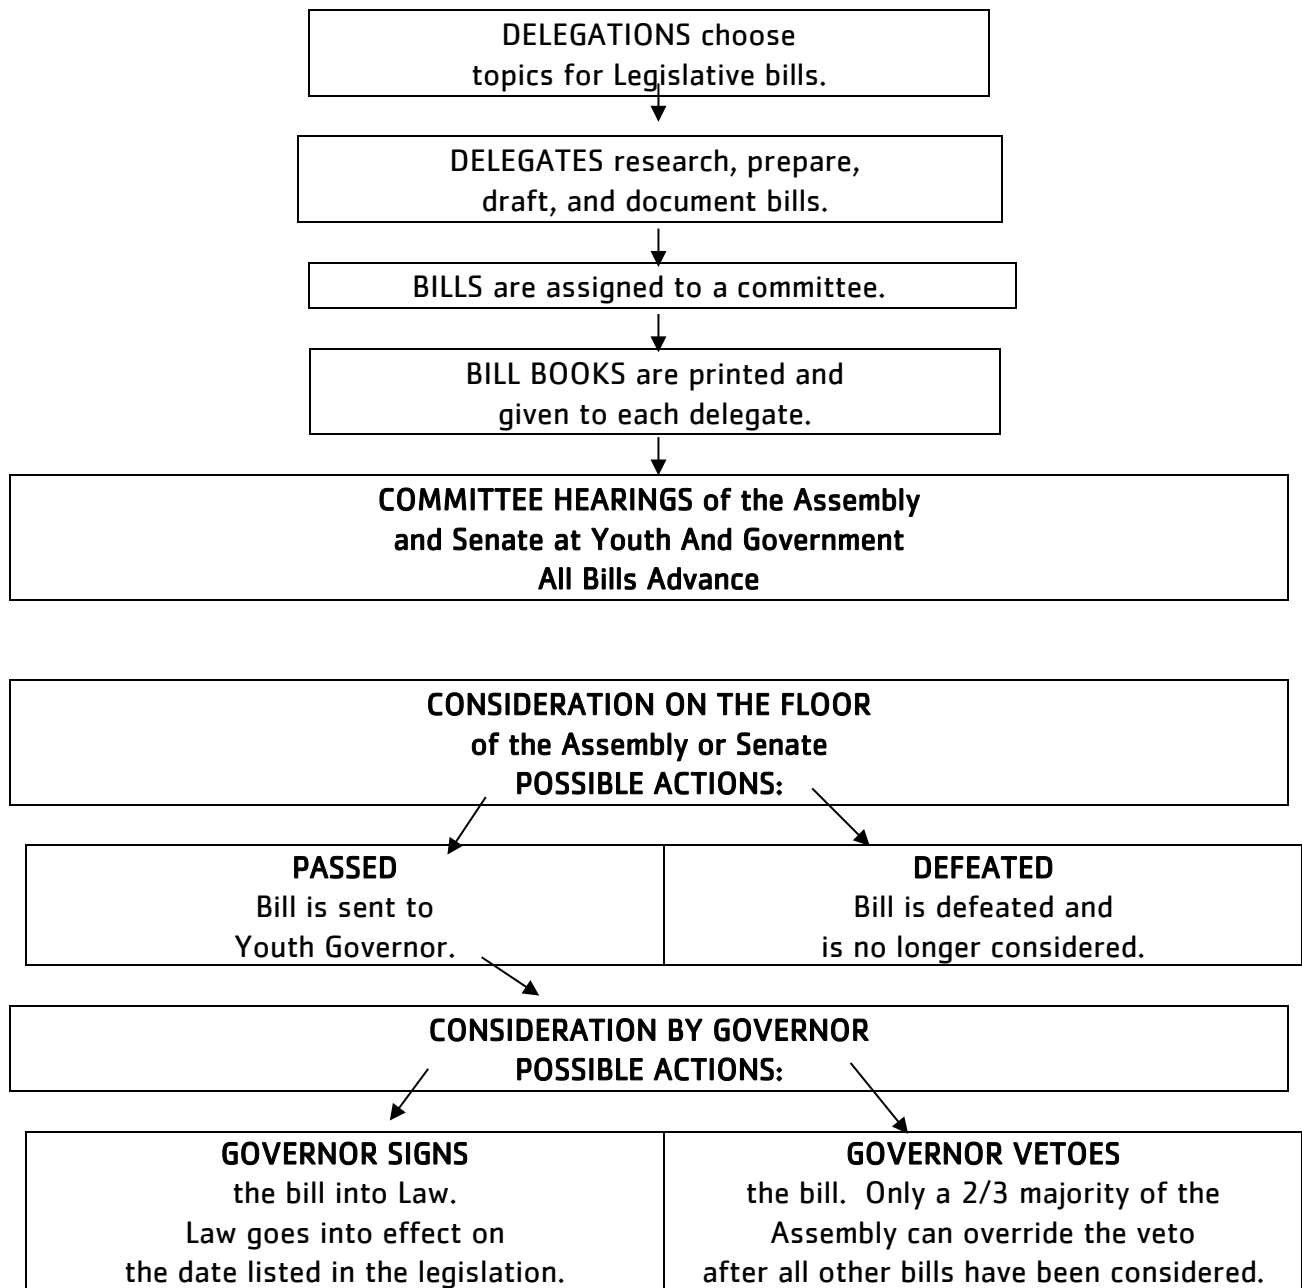 DELEGATIONS choose
topics for Legislative bills.
DELEGATES research, prepare,
draft, and document bills.
BILLS are assigned to a committee.
BILL BOOKS are printed and
given to each delegate.
COMMITTEE HEARINGS of the Assembly
and Senate at Youth And Government
All Bills Advance
CONSIDERATION ON THE FLOOR
of the Assembly or Senate
POSSIBLE ACTIONS:
PASSED
Bill is sent to
Youth Governor.
DEFEATED
Bill is defeated and
is no longer considered.
CONSIDERATION BY GOVERNOR
POSSIBLE ACTIONS:
GOVERNOR SIGNS
the bill into Law.
Law goes into effect on
the date listed in the legislation.
GOVERNOR VETOES
the bill.  Only a 2/3 majority of the
Assembly can override the veto
after all other bills have been considered.